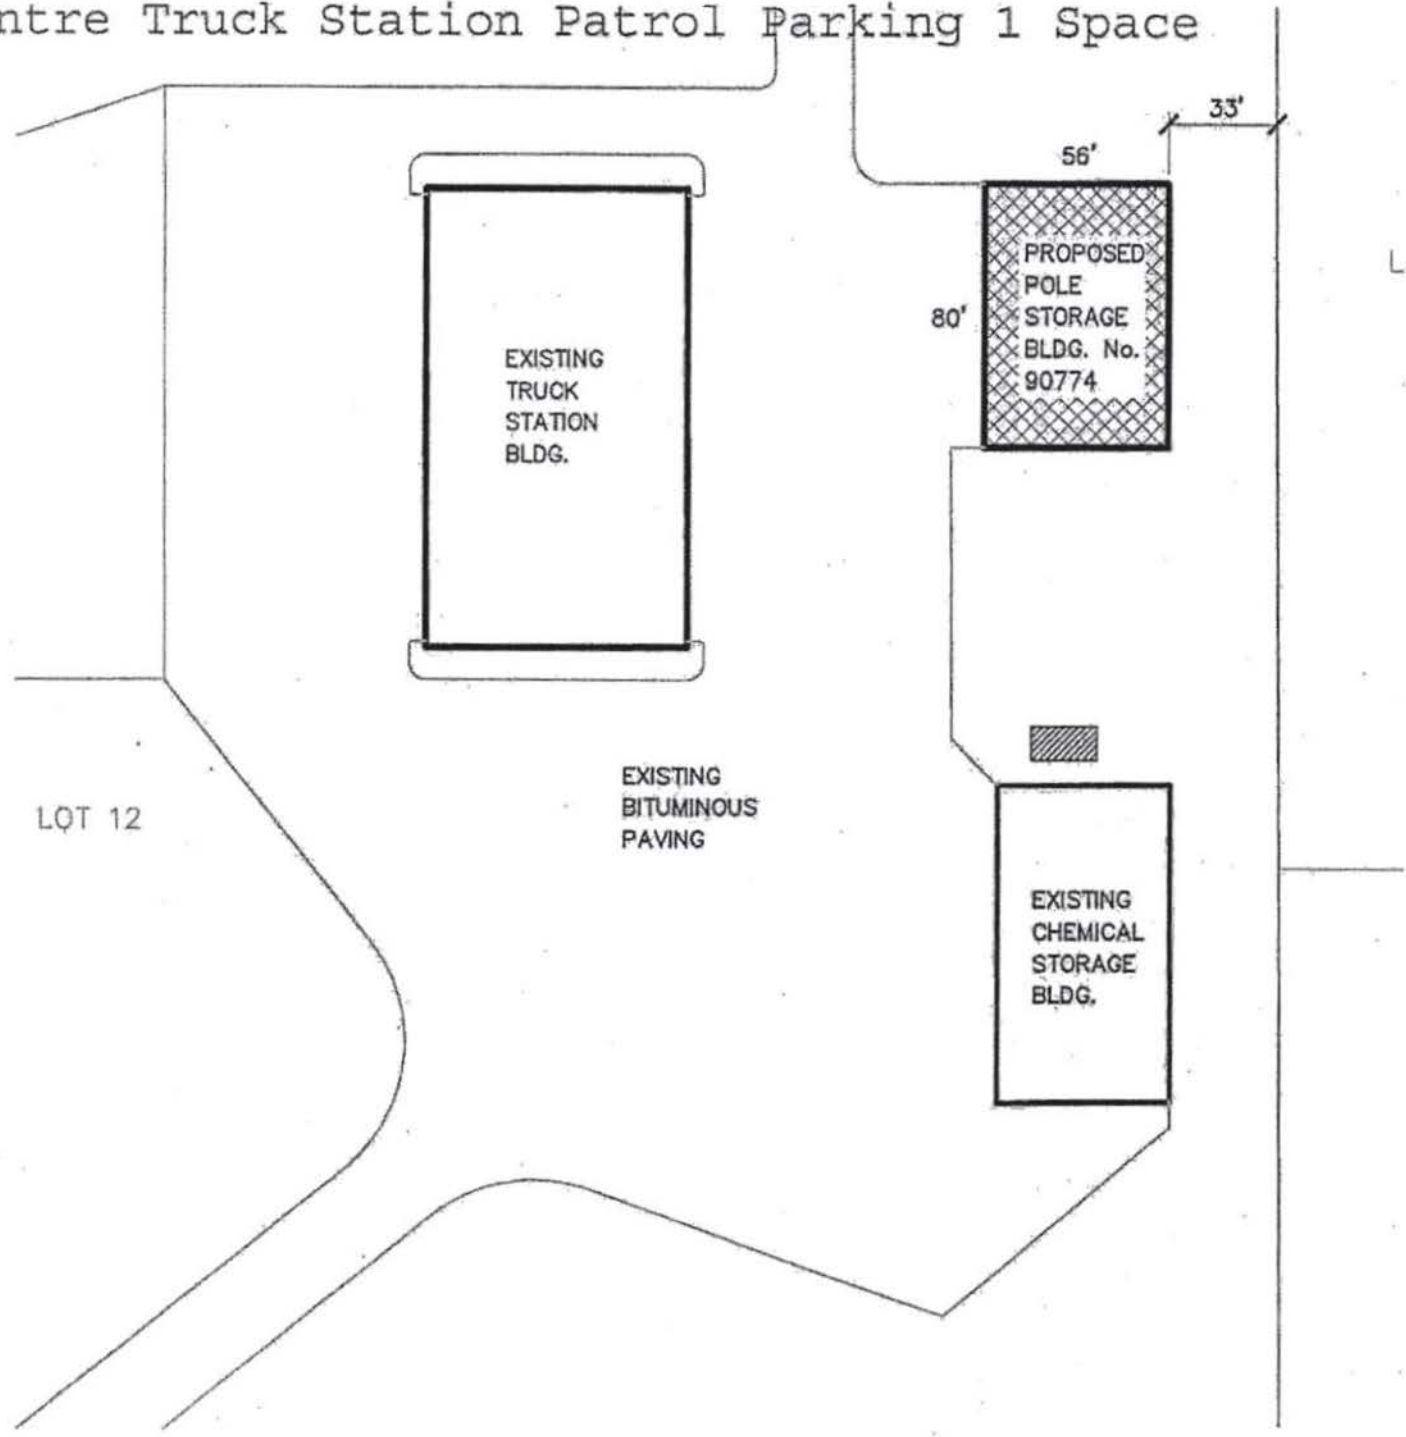 ntre Truck Station Patrol Parking 1 Space
33'
56'
PROPOSED
POLE
STORAGE
BLDG. No.
90774
80'
L
EXISTING
TRUCK
STATION
BLDG.
EXISTING
BITUMINOUS
PAVING
LOT 12
EXISTING
CHEMICAL
STORAGE
BLDG.